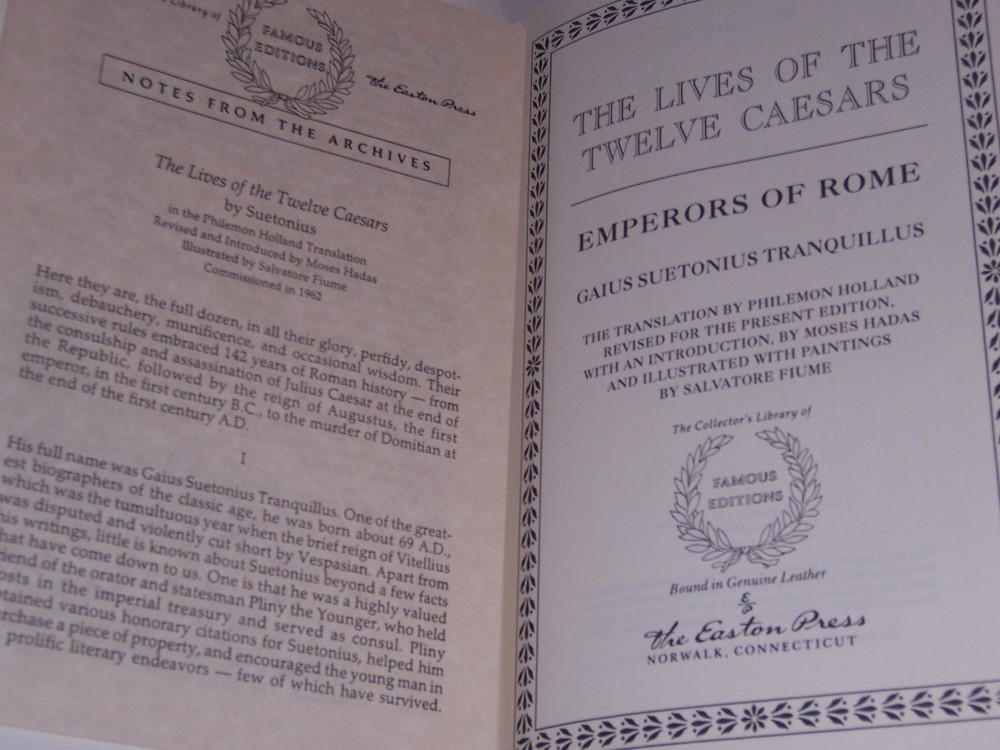 Library of
FAMOUS
EDITIONS
the Easton Press
NOTES FROM THE ARCHIVES
The Lives of the Twelve Caesars
by Suetonius
in the Philemon Holland Translation
Revised and Introduced by Moses Hadas
Illustrated by Salvatore Fiume
Commissioned in 1962
Here they are, the full dozen, in all their glory, perfidy, despot-
ism, debauchery, munificence, and occasional wisdom. Their
successive rules embraced 142 years of Roman history — from
the consulship and assassination of Julius Caesar at the end of
the Republic, followed by the reign of Augustus, the first
emperor, in the first century B.C., to the murder of Domitian at
the end of the first century A.D.
I
His full name was Gaius Suetonius Tranquillus. One of the great-
est biographers of the classic age, he was born about 69 A.D.,
which was the tumultuous year when the brief reign of Vitellius
was disputed and violently cut short by Vespasian. Apart from
his writings, little is known about Suetonius beyond a few facts
that have come down to us. One is that he was a highly valued
friend of the orator and statesman Pliny the Younger, who held
posts in the imperial treasury and served as consul. Pliny
obtained various honorary citations for Suetonius, helped him
purchase a piece of property, and encouraged the young man in
prolific literary endeavors — few of which have survived.
THE LIVES OF THE
TWELVE CAESARS
EMPERORS OF ROME
GAIUS SUETONIUS TRANQUILLUS
THE TRANSLATION BY PHILEMON HOLLAND
REVISED FOR THE PRESENT EDITION,
WITH AN INTRODUCTION, BY MOSES HADAS
AND ILLUSTRATED WITH PAINTINGS
BY SALVATORE FIUME
The Collector's Library of
FAMOUS
EDITIONS
Bound in Genuine Leather
the Easton Press
NORWALK, CONNECTICUT